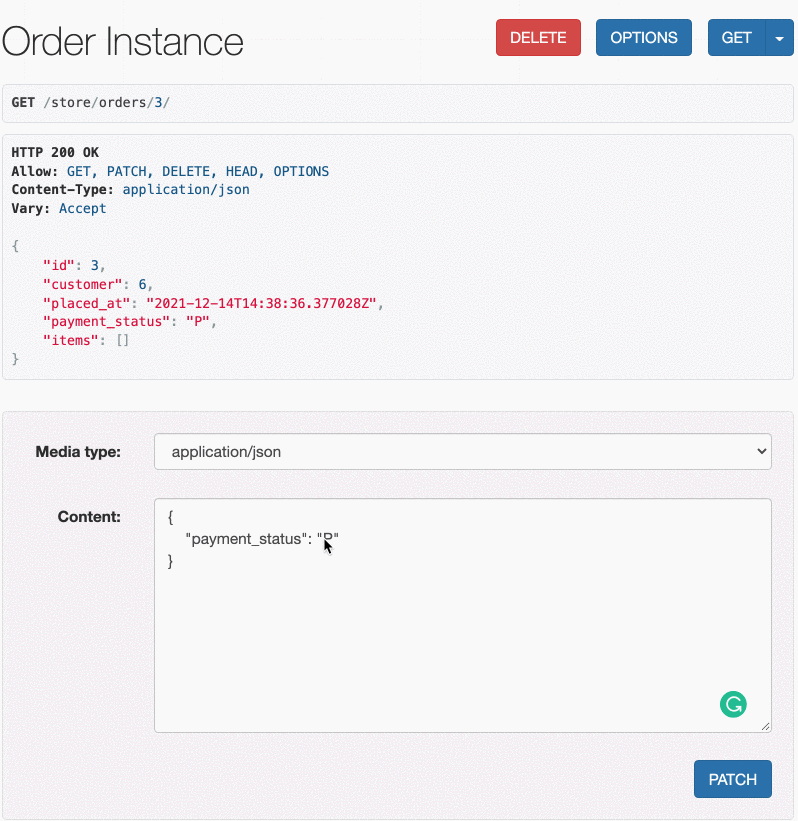 Order Instance
DELETE OPTIONS GET
GET /store/orders/3/
HTTP 200 OK
Allow: GET, PATCH, DELETE, HEAD, OPTIONS
Content-Type: application/json
Vary: Accept
{
    "id": 3,
    "customer": 6,
    "placed_at": "2021-12-14T14:38:36.377028Z",
    "payment_status": "P",
    "items": []
}
Media type: application/json
Content:
{
    "payment_status": "P"
}
PATCH